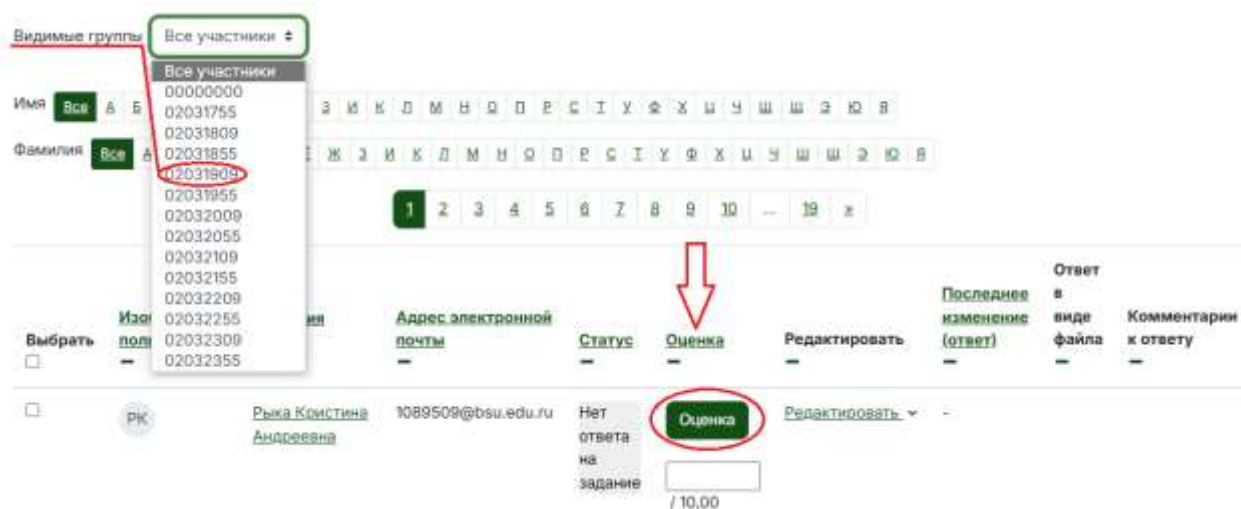 Видимые группы Все участники
Все участники
00000000
02031755
02031809
02031855
02031909
02031955
02032009
02032055
02032109
02032155
02032209
02032255
02032309
02032355
Имя Все А Б З И К Л М Н О П Р С Т У Ф Х Ц Ч Ш Щ Э Ю Я
Фамилия Все А Ж З И К Л М Н О П Р С Т У Ф Х Ц Ч Ш Щ Э Ю Я
1 2 3 4 5 6 7 8 9 10 ... 19 »
Выбрать
Адрес электронной
почты
Статус
Оценка
Редактировать
Последнее
изменение
(ответ)
Ответ
в
виде
файла
Комментарии
к ответу
РК
Рыка Кристина
Андреевна
1089509@bsu.edu.ru
Нет
ответа
на
задание
Оценка
/ 10,00
Редактировать
-